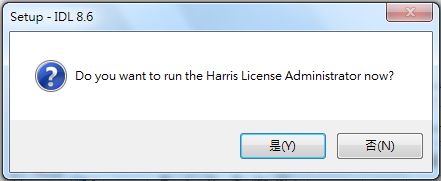 Setup - IDL 8.6
Do you want to run the Harris License Administrator now?
是(Y)
否(N)